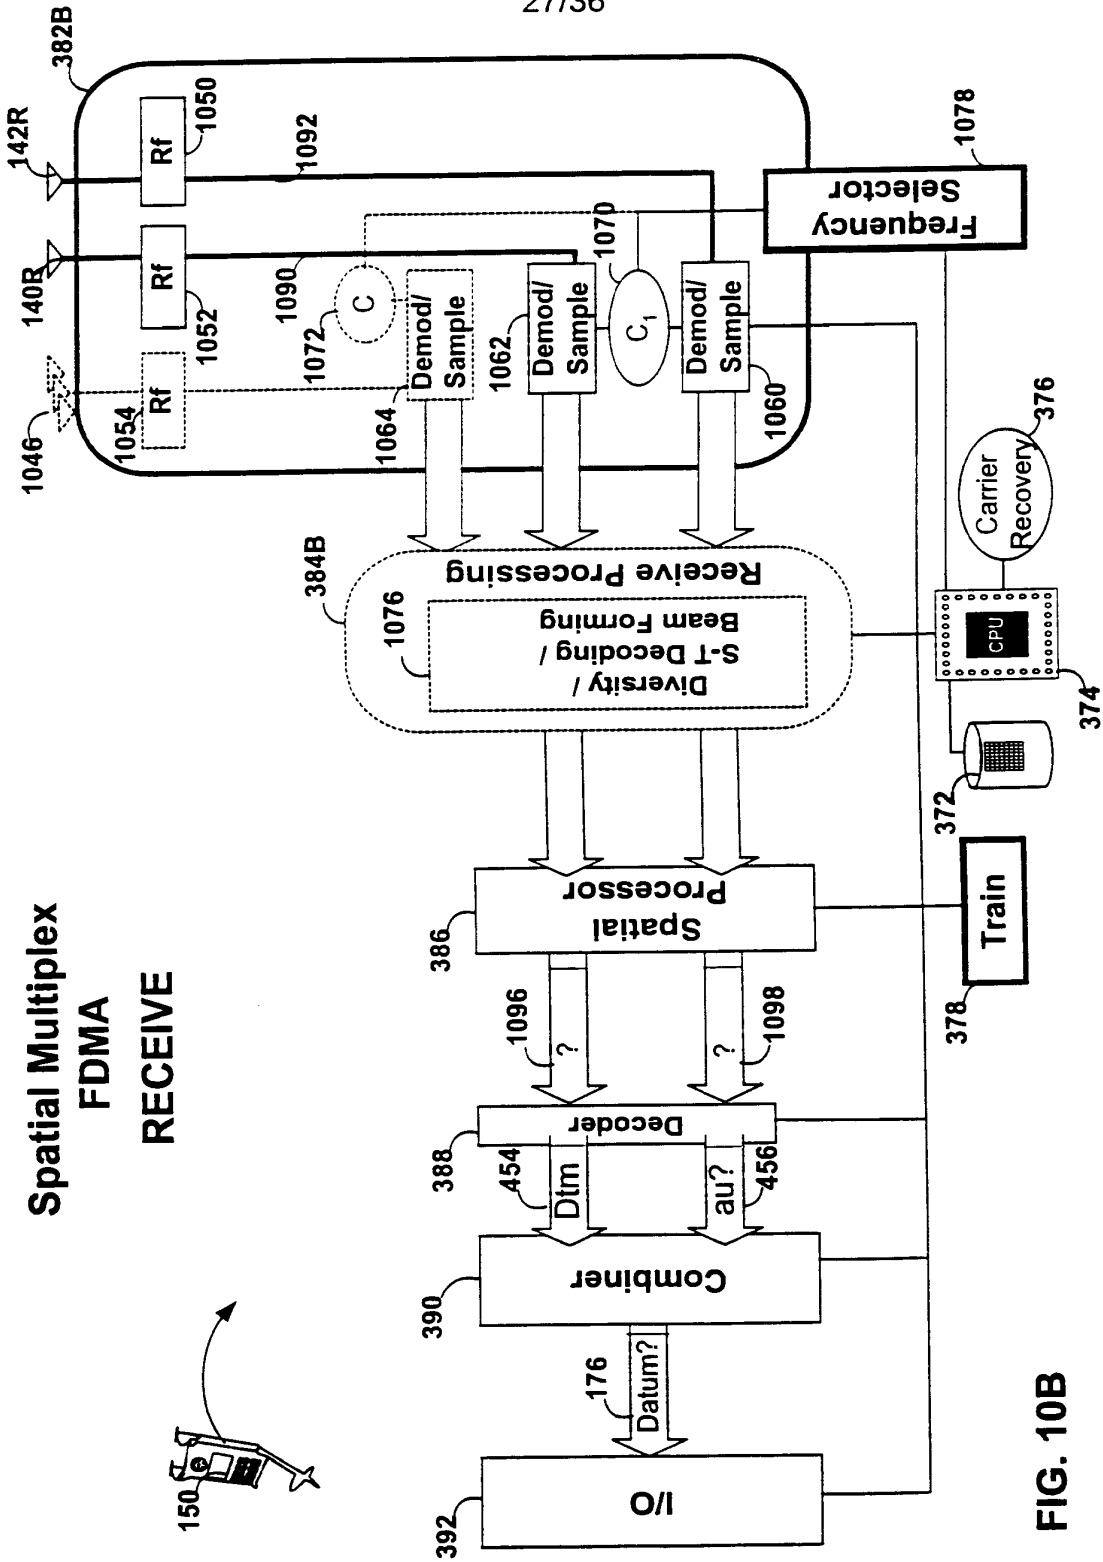 27/36
Spatial Multiplex
FDMA
RECEIVE
150
382B
142R
140R
1046
Rf
1050
Rf
1052
Rf
1054
1092
1090
C
1072
Demod/
Sample
1064
Demod/
Sample
1062
C1
1070
Demod/
Sample
1060
Frequency
Selector
1078
384B
Receive Processing
1076
Diversity /
S-T Decoding /
Beam Forming
Carrier
Recovery
376
CPU
374
372
Spatial
Processor
386
Train
378
?
1096
?
1098
Decoder
388
Dtm
454
au?
456
Combiner
390
Datum?
176
I/O
392
FIG. 10B